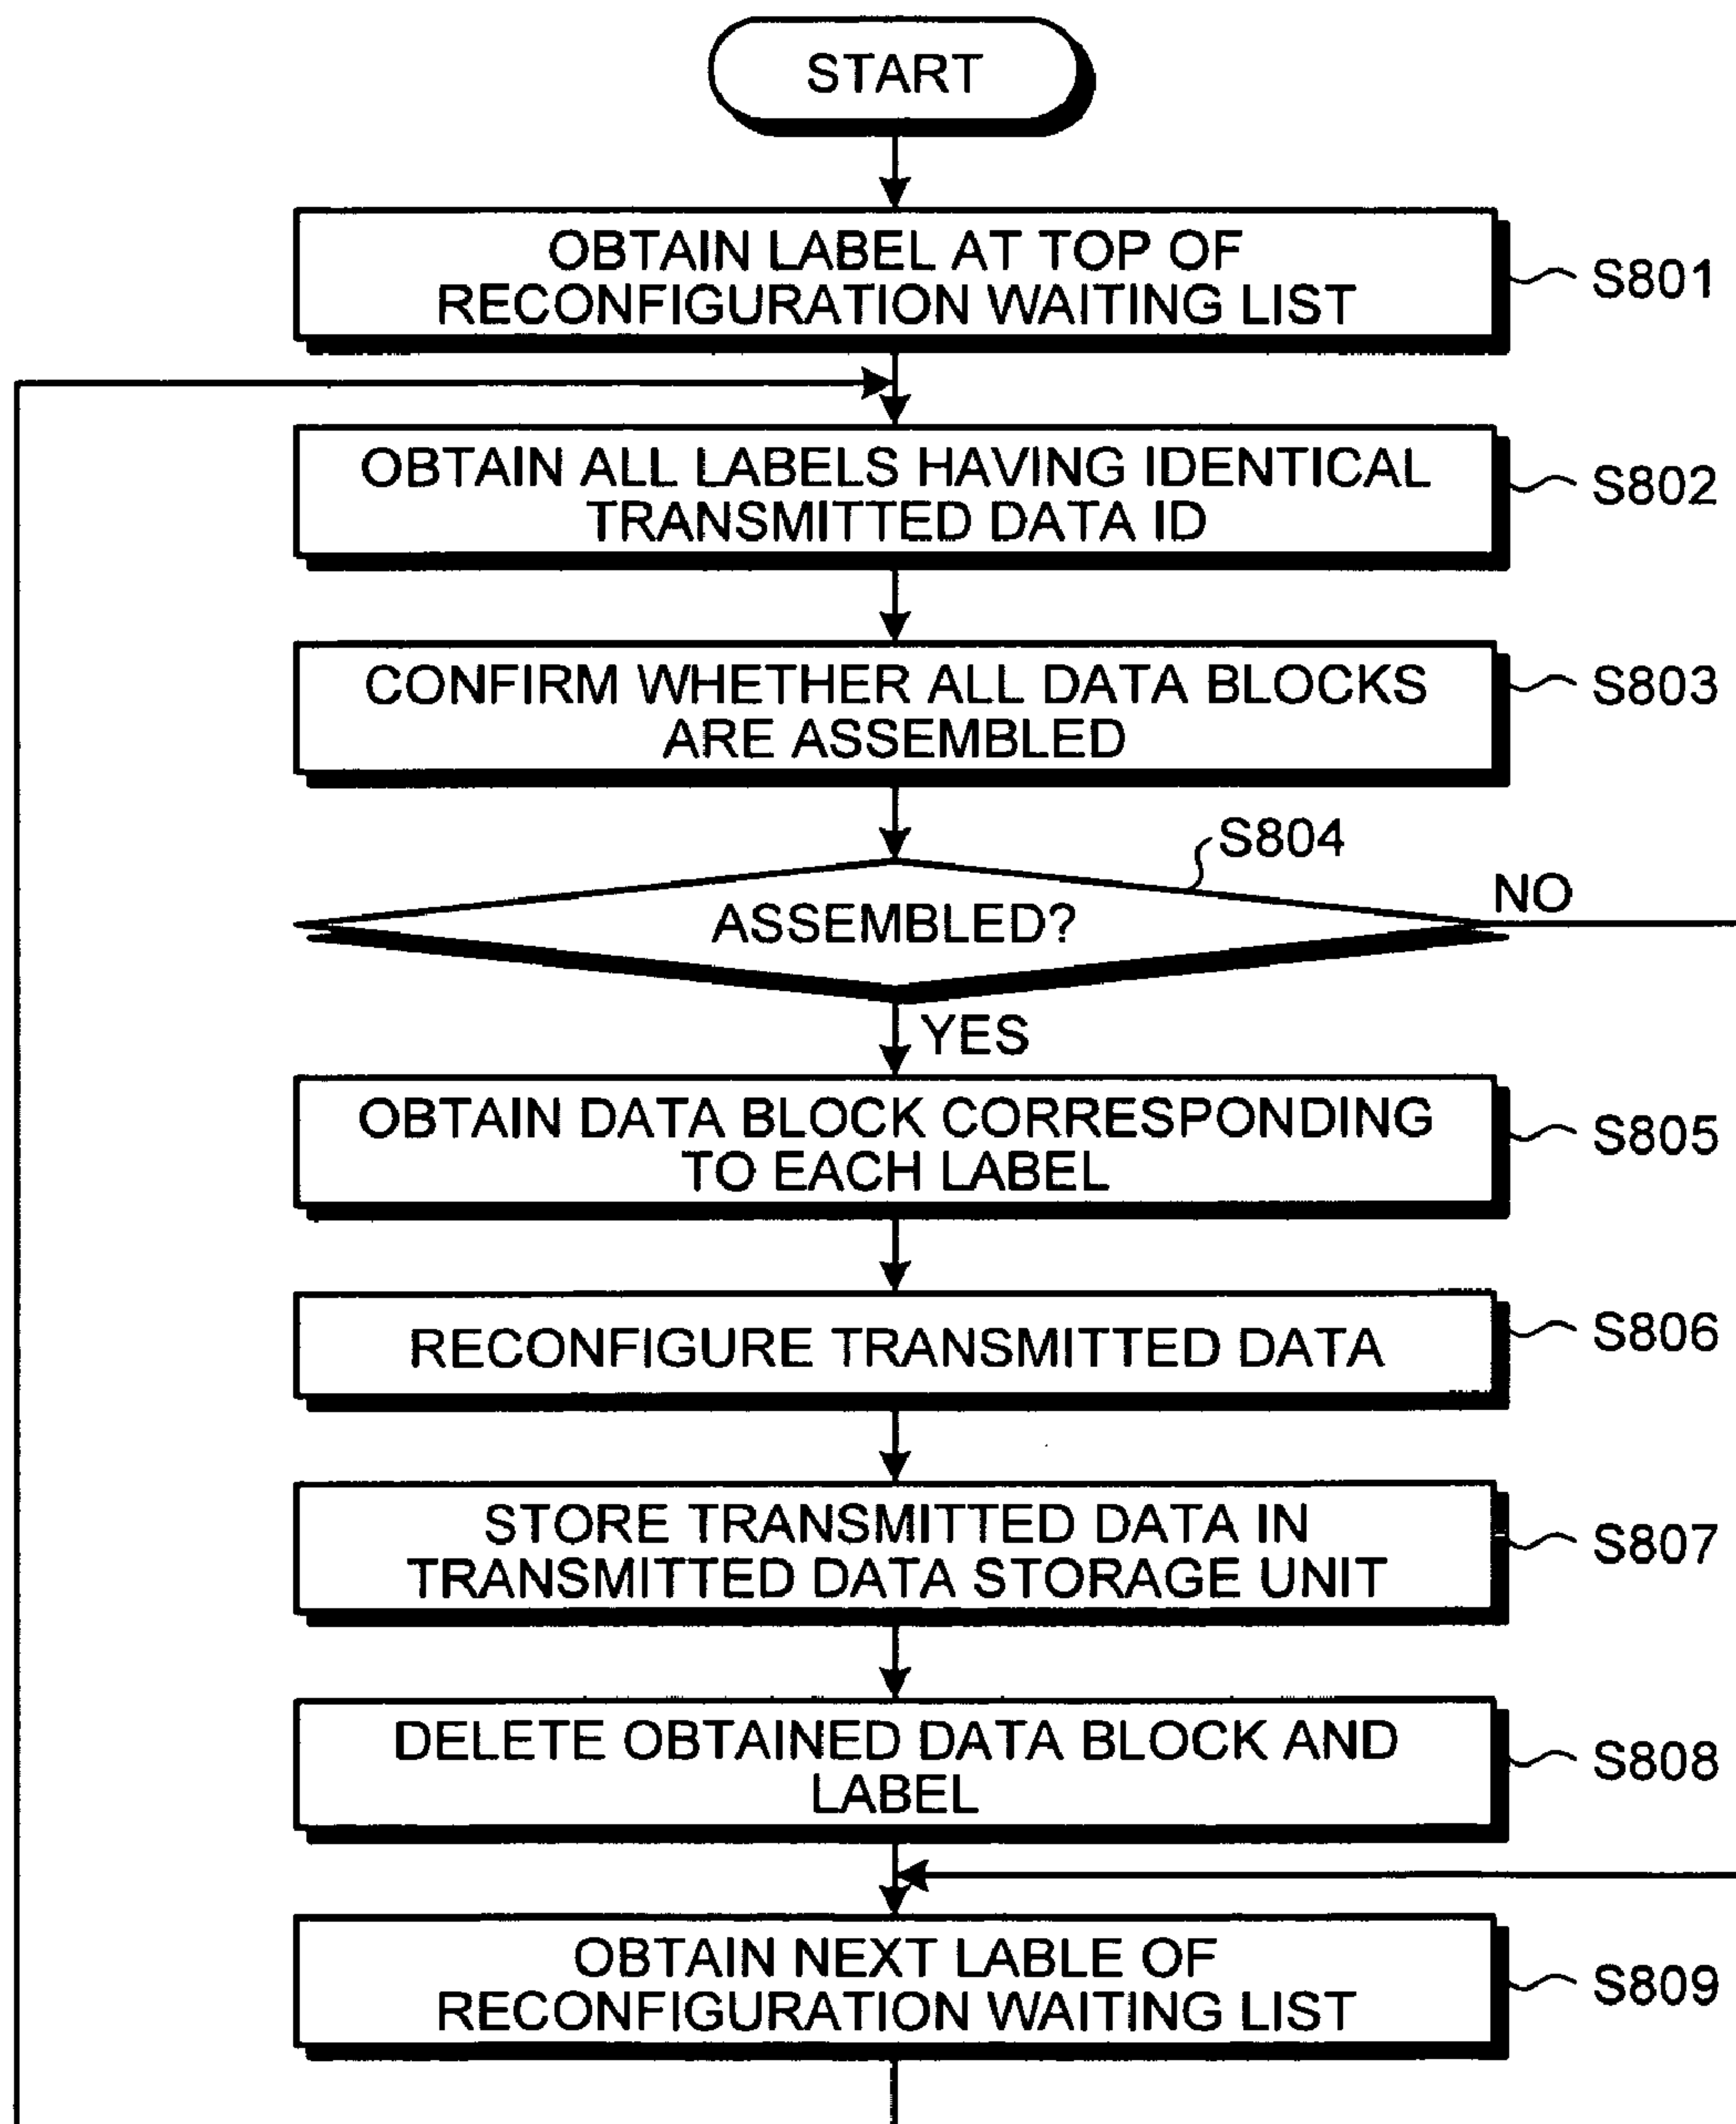 START
OBTAIN LABEL AT TOP OF
RECONFIGURATION WAITING LIST
S801
OBTAIN ALL LABELS HAVING IDENTICAL
TRANSMITTED DATA ID
S802
CONFIRM WHETHER ALL DATA BLOCKS
ARE ASSEMBLED
S803
S804
ASSEMBLED?
NO
YES
OBTAIN DATA BLOCK CORRESPONDING
TO EACH LABEL
S805
RECONFIGURE TRANSMITTED DATA
S806
STORE TRANSMITTED DATA IN
TRANSMITTED DATA STORAGE UNIT
S807
DELETE OBTAINED DATA BLOCK AND
LABEL
S808
OBTAIN NEXT LABLE OF
RECONFIGURATION WAITING LIST
S809